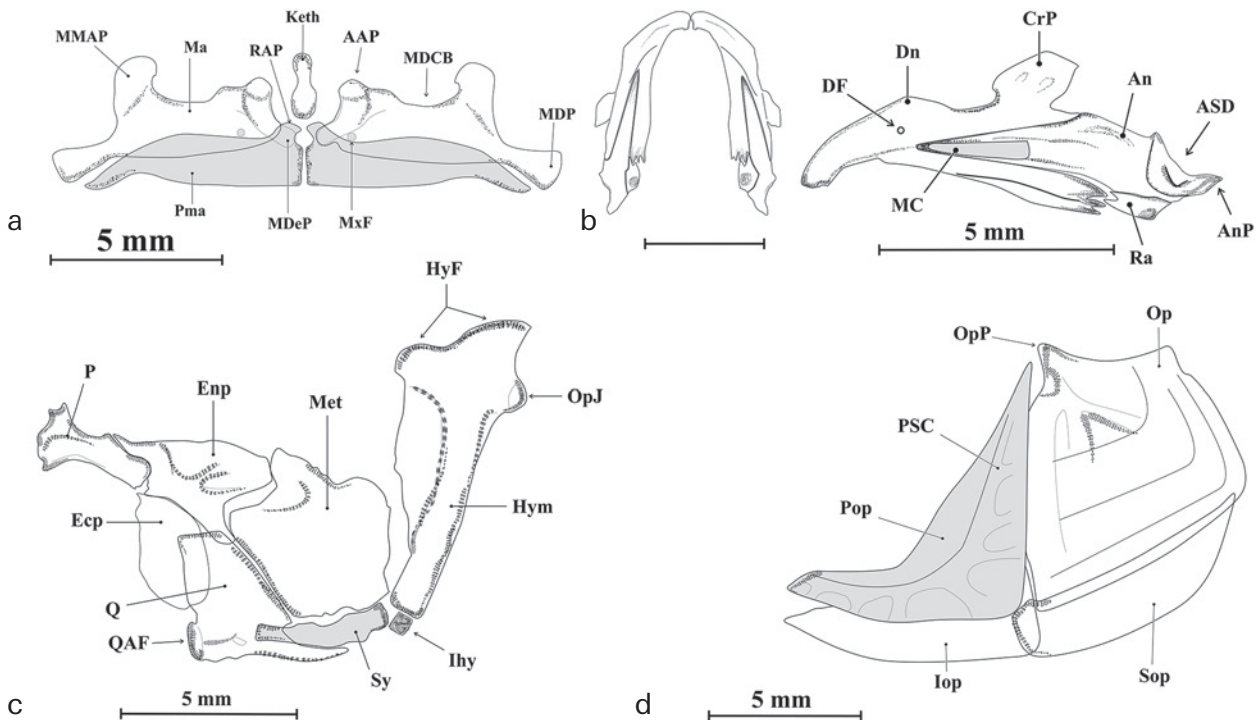 MMAP
Ma
RAP
Keth
AAP
MDCB
MDP
Pma
MDeP
MxF
a
5 mm
b
DF
Dn
CrP
An
ASD
MC
AnP
Ra
5 mm
HyF
P
Enp
Met
OpJ
Ecp
Hym
Q
QAF
Sy
Ihy
c
5 mm
OpP
Op
PSC
Pop
Iop
Sop
d
5 mm